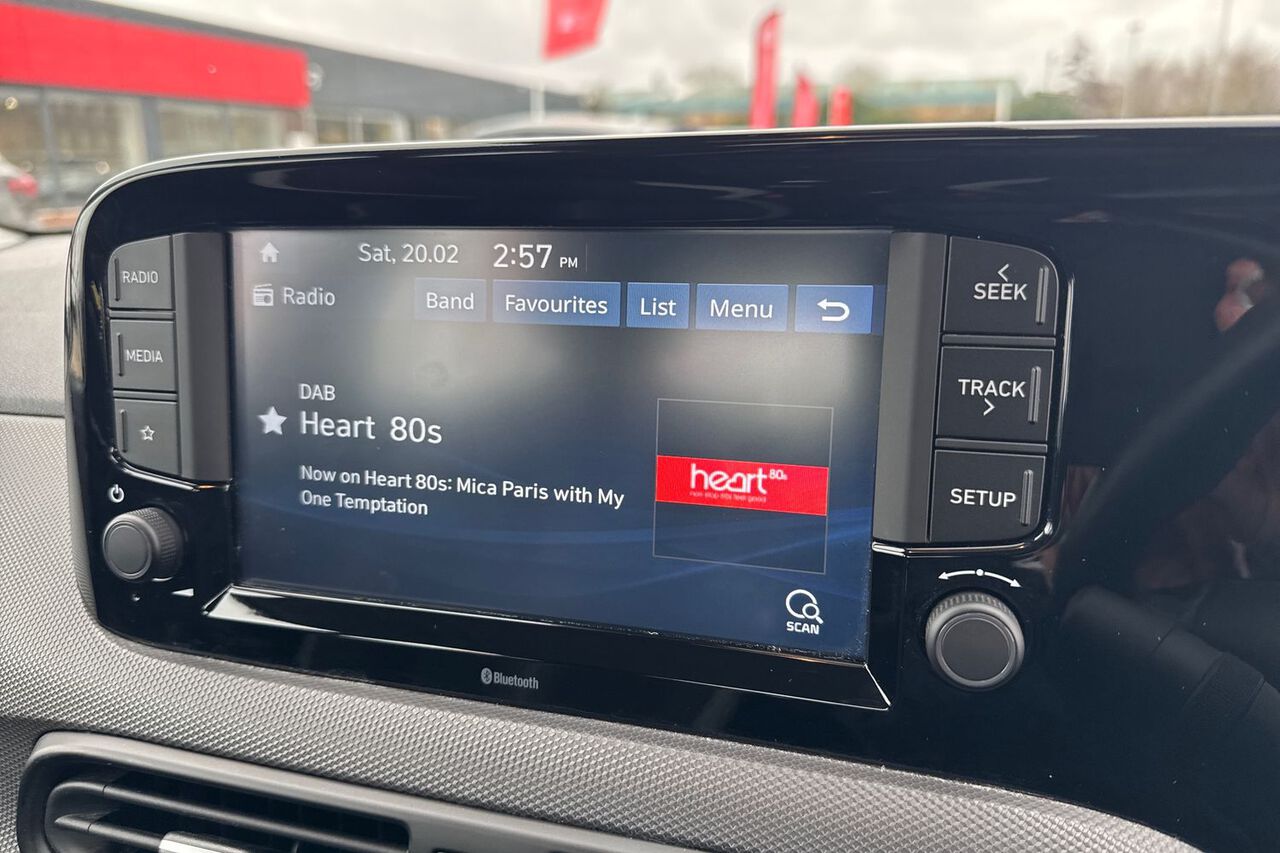 Sat, 20.02 2:57 PM
Radio Band Favourites List Menu
RADIO
MEDIA
DAB
Heart 80s
Now on Heart 80s: Mica Paris with My
One Temptation
heart 80s
SCAN
SEEK
TRACK
SETUP
Bluetooth